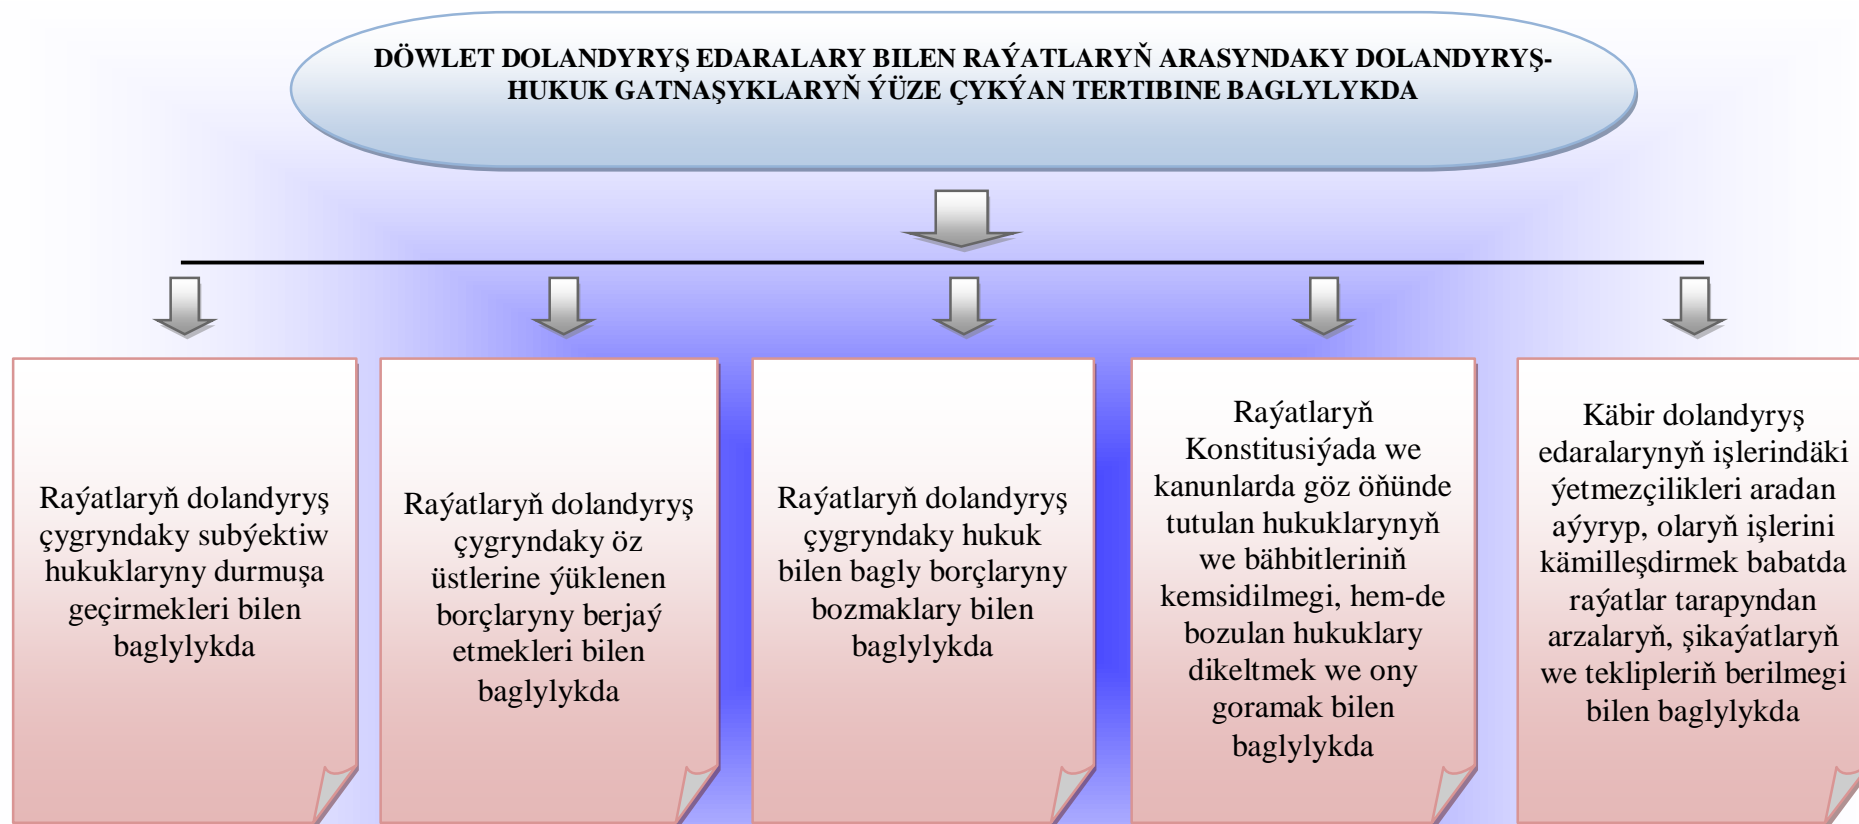 DÖWLET DOLANDYRYŞ EDARALARY BILEN RAÝATLARYŇ ARASYNDAKY DOLANDYRYŞ-
HUKUK GATNAŞYKLARYŇ ÝÜZE ÇYKÝAN TERTIBINE BAGLYLYKDA
Raýatlaryň dolandyryş
çygryndaky subýektiw
hukuklaryny durmuşa
geçirmekleri bilen
baglylykda
Raýatlaryň dolandyryş
çygryndaky öz
üstlerine ýüklenen
borçlaryny berjaý
etmekleri bilen
baglylykda
Raýatlaryň dolandyryş
çygryndaky hukuk
bilen bagly borçlaryny
bozmaklary bilen
baglylykda
Raýatlaryň
Konstitusiýada we
kanunlarda göz öňünde
tutulan hukuklarynyň
we bähbitleriniň
kemsidilmegi, hem-de
bozulan hukuklary
dikeltmek we ony
goramak bilen
baglylykda
Käbir dolandyryş
edaralarynyň işlerindäki
ýetmezçilikleri aradan
aýyryp, olaryň işlerini
kämilleşdirmek babatda
raýatlar tarapyndan
arzalaryň, şikaýatlaryň
we teklipleriň berilmegi
bilen baglylykda